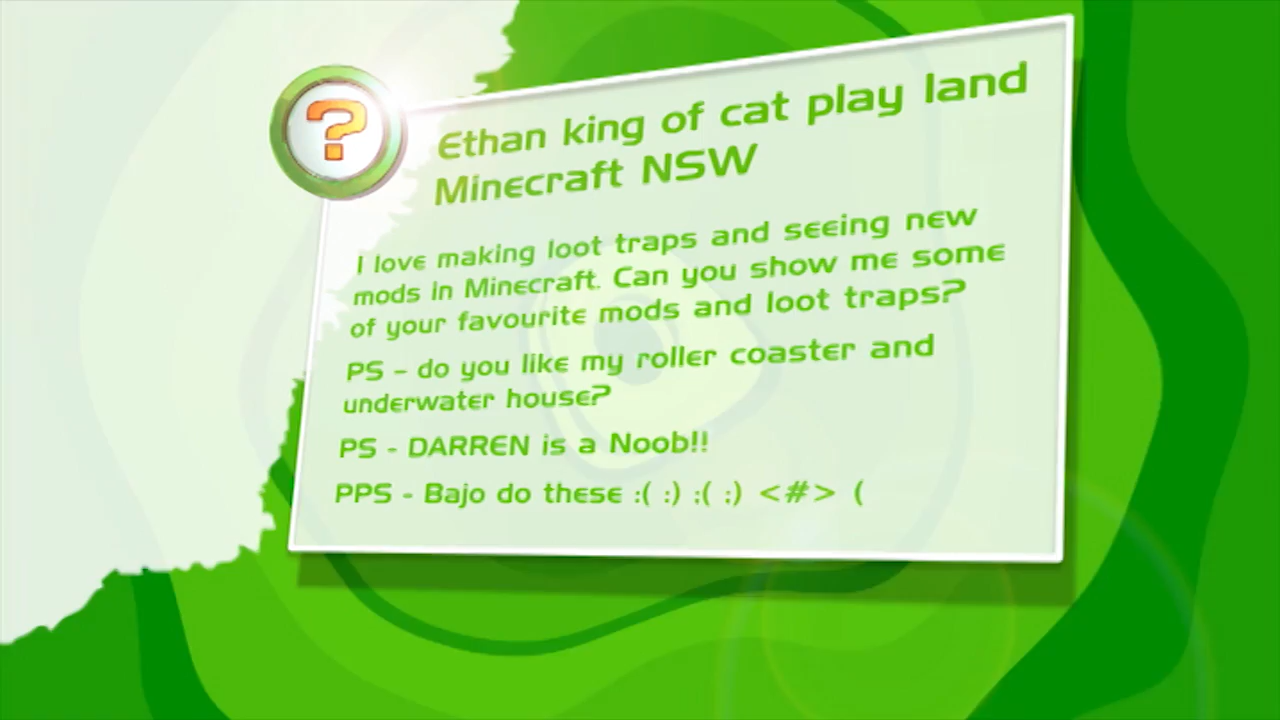 ?
Ethan king of cat play land
Minecraft NSW
I love making loot traps and seeing new
mods in Minecraft. Can you show me some
of your favourite mods and loot traps?
PS - do you like my roller coaster and
underwater house?
PS - DARREN is a Noob!!
PPS - Bajo do these :( :) ;( ;) <#> (